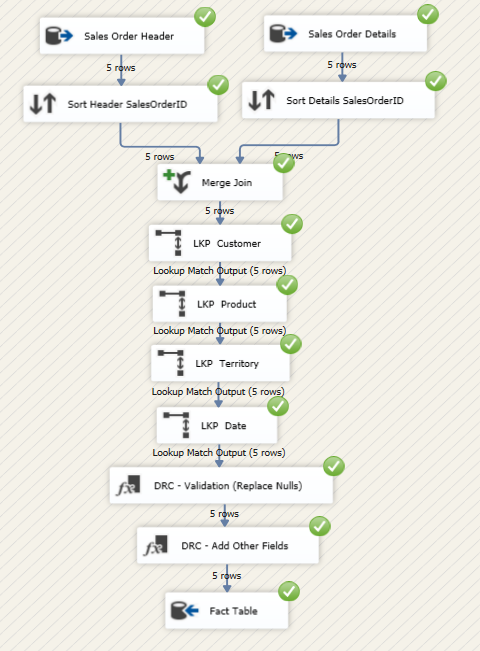 Sales Order Header
Sales Order Details
5 rows
5 rows
Sort Header SalesOrderID
Sort Details SalesOrderID
5 rows
5 rows
Merge Join
5 rows
LKP Customer
Lookup Match Output (5 rows)
LKP Product
Lookup Match Output (5 rows)
LKP Territory
Lookup Match Output (5 rows)
LKP Date
Lookup Match Output (5 rows)
DRC - Validation (Replace Nulls)
5 rows
DRC - Add Other Fields
5 rows
Fact Table